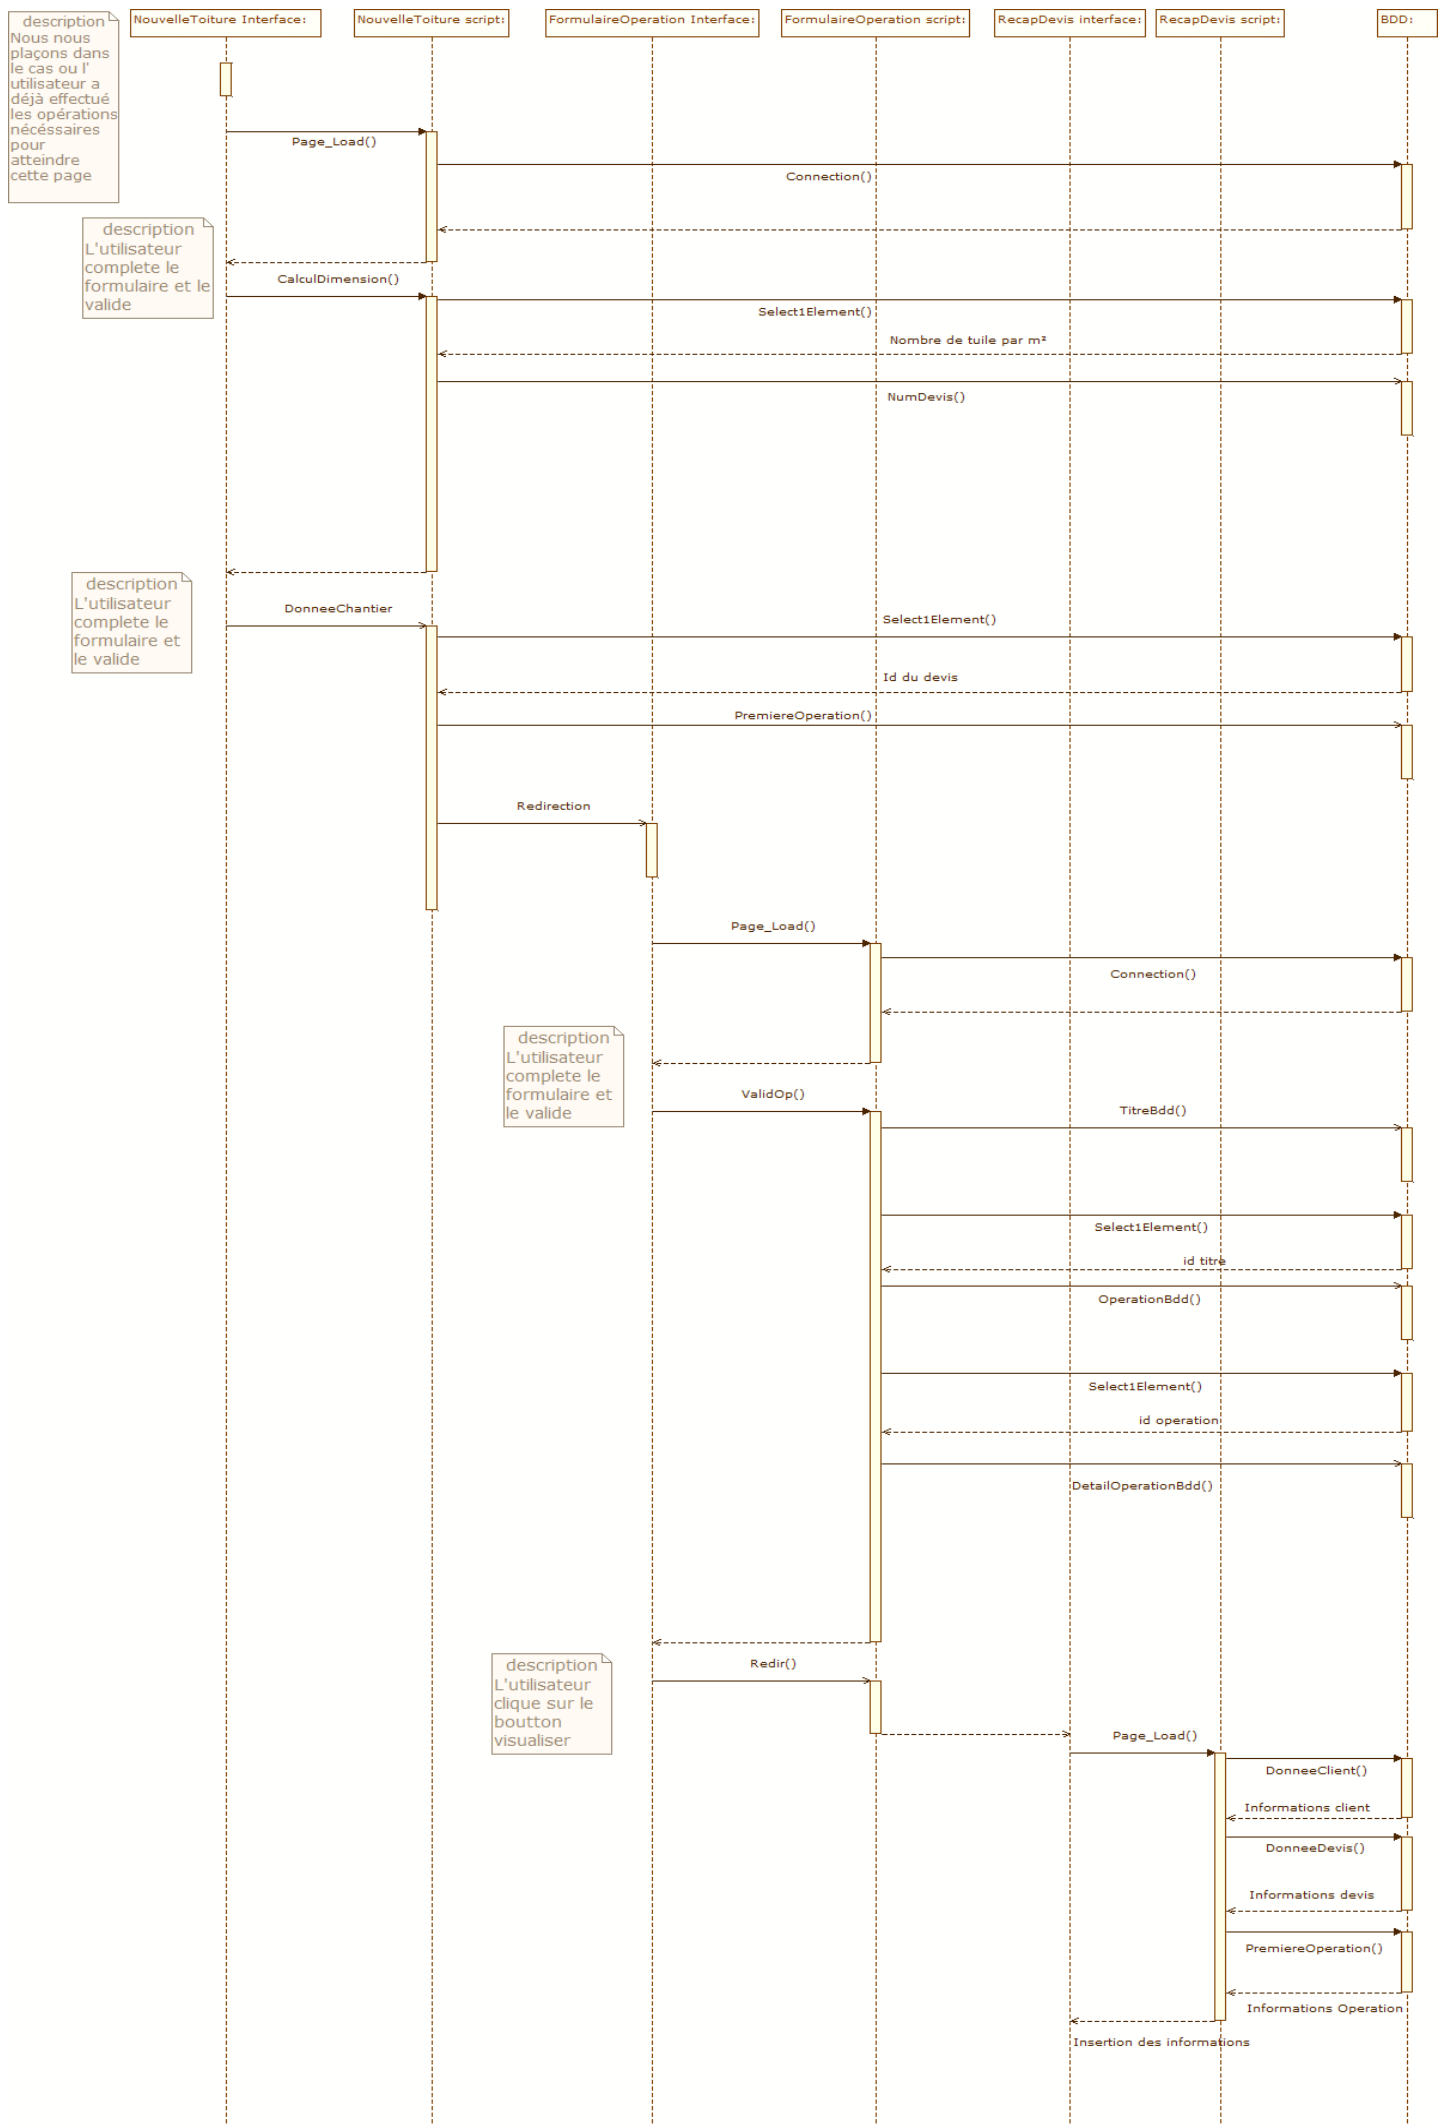 NouvelleToiture Interface:
NouvelleToiture script:
FormulaireOperation Interface:
FormulaireOperation script:
RecapDevis interface:
RecapDevis script:
BDD:
description
Nous nous
plaçons dans
le cas ou l'
utilisateur a
déjà effectué
les opérations
nécéssaires
pour
atteindre
cette page
Page_Load()
Connection()
description
L'utilisateur
complete le
formulaire et le
valide
CalculDimension()
Select1Element()
Nombre de tuile par m²
NumDevis()
description
L'utilisateur
complete le
formulaire et
le valide
DonneeChantier
Select1Element()
Id du devis
PremiereOperation()
Redirection
Page_Load()
Connection()
description
L'utilisateur
complete le
formulaire et
le valide
ValidOp()
TitreBdd()
Select1Element()
id titre
OperationBdd()
Select1Element()
id operation
DetailOperationBdd()
description
L'utilisateur
clique sur le
boutton
visualiser
Redir()
Page_Load()
DonneeClient()
Informations client
DonneeDevis()
Informations devis
PremiereOperation()
Informations Operation
Insertion des informations